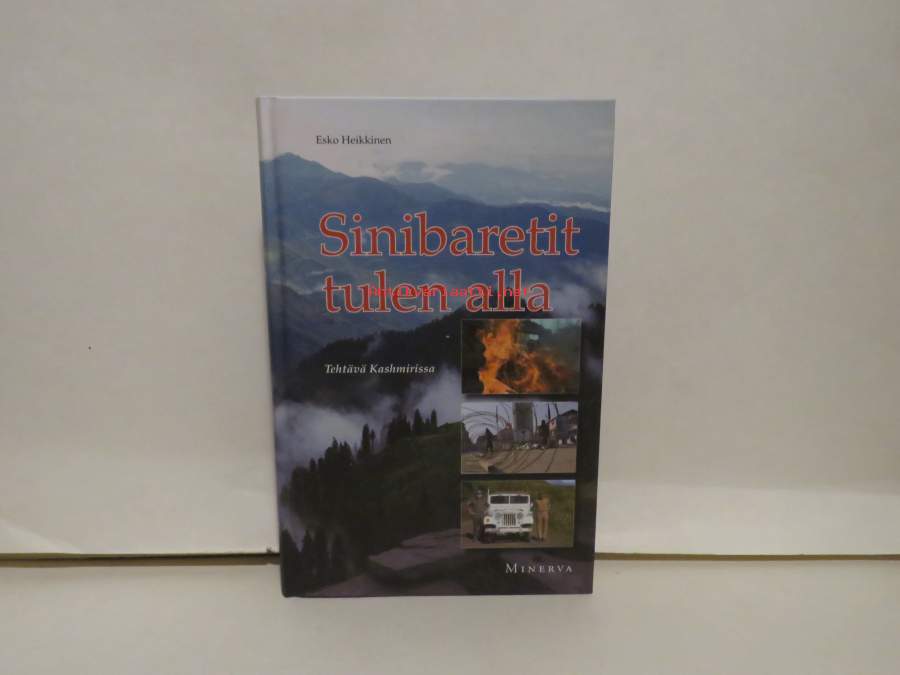 Esko Heikkinen
Sinibaretit
tulen alla
Tehtävä Kashmirissa
MINERVA